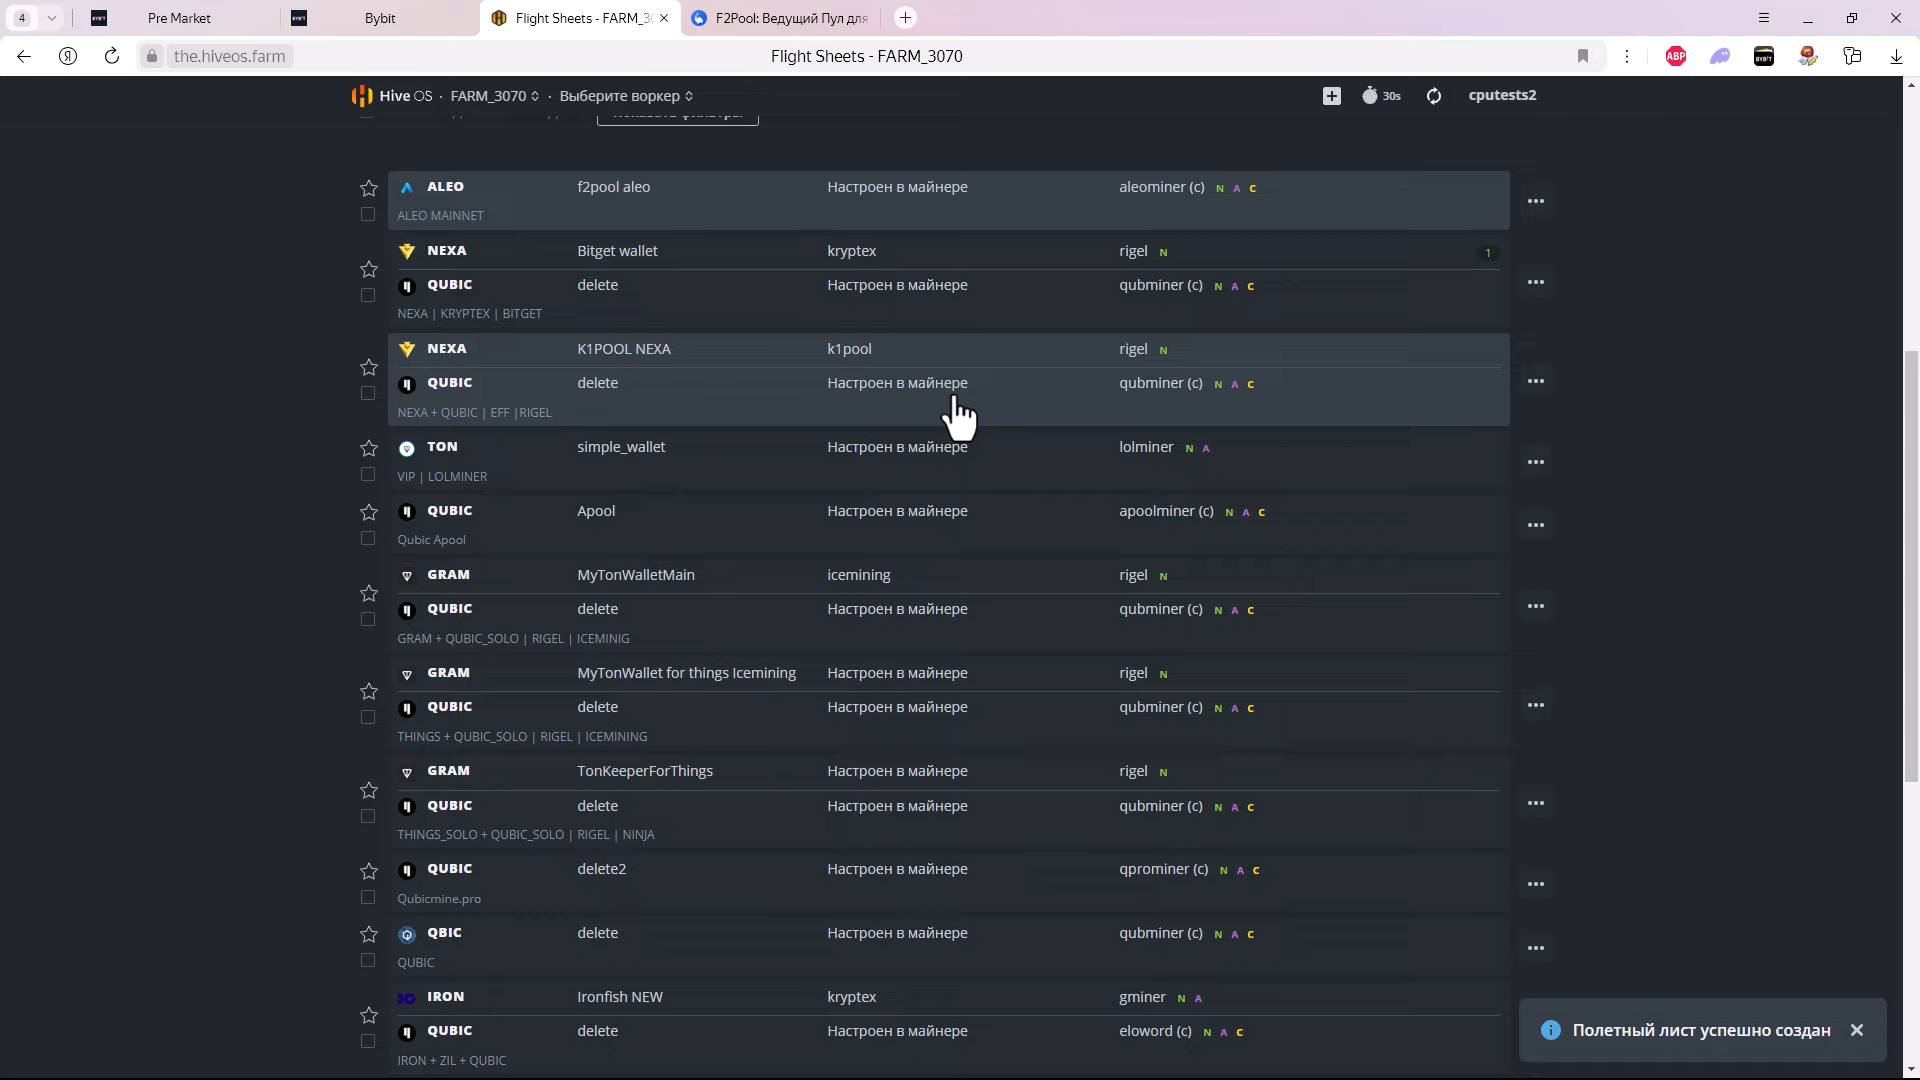 4 Pre Market Bybit Flight Sheets - FARM_3 F2Pool: Ведущий Пул для
the.hiveos.farm Flight Sheets - FARM_3070 ABP BYBIT
Hive OS · FARM_3070 · Выберите воркер 30s cputests2
ALEO f2pool aleo Настроен в майнере aleominer (c) N A C
ALEO MAINNET
NEXA Bitget wallet kryptex rigel N 1
QUBIC delete Настроен в майнере qubminer (c) N A C
NEXA | KRYPTEX | BITGET
NEXA K1POOL NEXA k1pool rigel N
QUBIC delete Настроен в майнере qubminer (c) N A C
NEXA + QUBIC | EFF |RIGEL
TON simple_wallet Настроен в майнере lolminer N A
VIP | LOLMINER
QUBIC Apool Настроен в майнере apoolminer (c) N A C
Qubic Apool
GRAM MyTonWalletMain icemining rigel N
QUBIC delete Настроен в майнере qubminer (c) N A C
GRAM + QUBIC_SOLO | RIGEL | ICEMINIG
GRAM MyTonWallet for things Icemining Настроен в майнере rigel N
QUBIC delete Настроен в майнере qubminer (c) N A C
THINGS + QUBIC_SOLO | RIGEL | ICEMINING
GRAM TonKeeperForThings Настроен в майнере rigel N
QUBIC delete Настроен в майнере qubminer (c) N A C
THINGS_SOLO + QUBIC_SOLO | RIGEL | NINJA
QUBIC delete2 Настроен в майнере qprominer (c) N A C
Qubicmine.pro
QBIC delete Настроен в майнере qubminer (c) N A C
QUBIC
IRON Ironfish NEW kryptex gminer N A
QUBIC delete Настроен в майнере eloword (c) N A C
IRON + ZIL + QUBIC
Полетный лист успешно создан